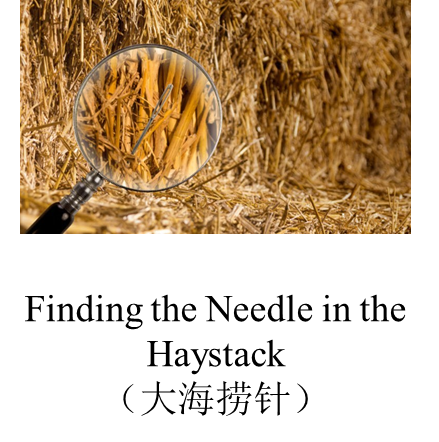 Finding the Needle in the
Haystack
（大海捞针）